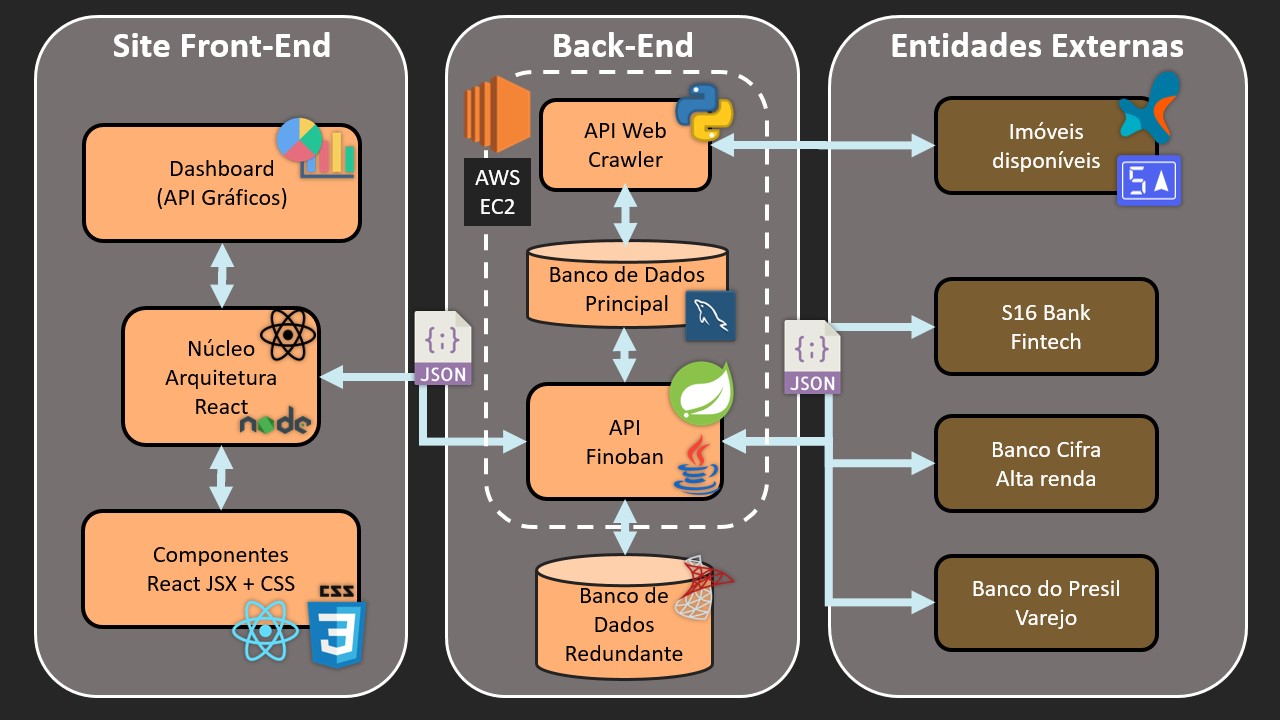 Site Front-End
Dashboard
(API Gráficos)
Núcleo
Arquitetura
React
node
Componentes
React JSX + CSS
CSS
3
JSON
Back-End
AWS
EC2
API Web
Crawler
Banco de Dados
Principal
API
Finoban
Banco de
Dados
Redundante
JSON
Entidades Externas
Imóveis
disponíveis
5A
S16 Bank
Fintech
Banco Cifra
Alta renda
Banco do Presil
Varejo